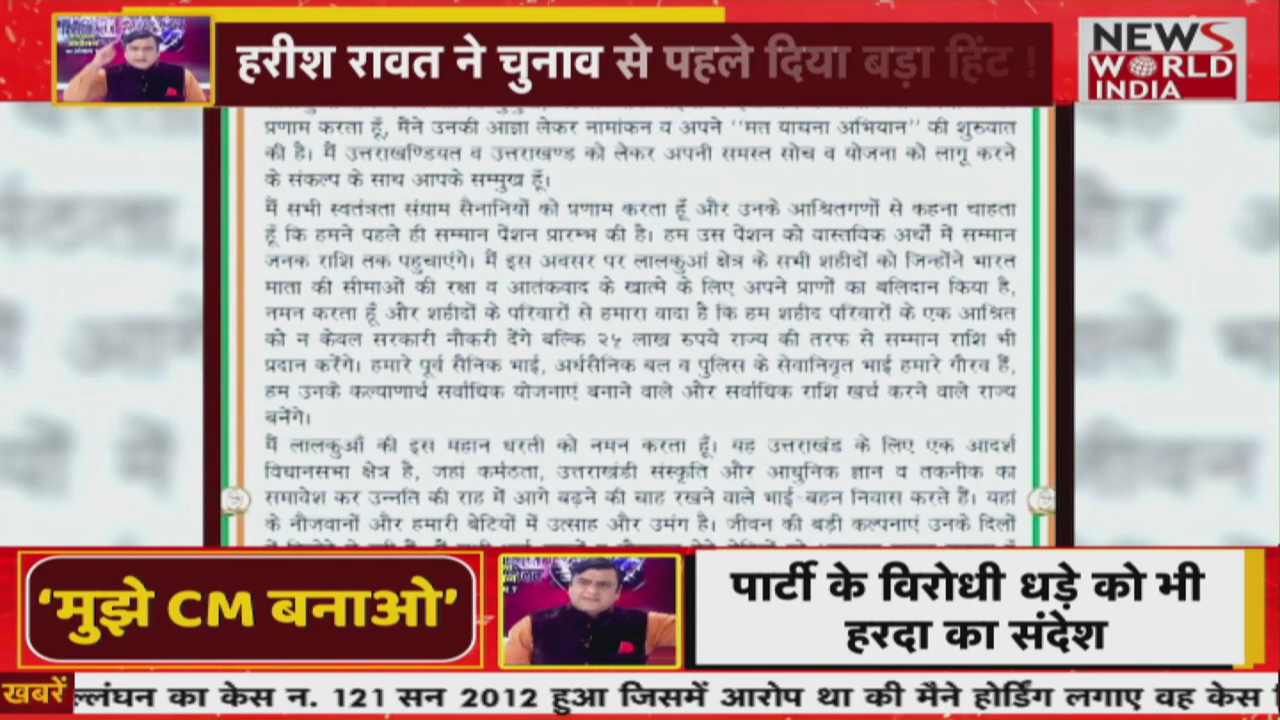 हरीश रावत ने चुनाव से पहले दिया बड़ा हिंट !
NEWS
WORLD
INDIA
प्रणाम करता हूँ, मैंने उनकी आज्ञा लेकर नामांकन व अपने ‘‘मत याचना अभियान’’ की शुरुवात
की है। मैं उत्तराखण्डियत व उत्तराखण्ड को लेकर अपनी समस्त सोच व योजना को लागू करने
के संकल्प के साथ आपके सम्मुख हूँ।
मैं सभी स्वतंत्रता संग्राम सैनानियों को प्रणाम करता हूँ और उनके आश्रितगणों से कहना चाहता
हूँ कि हमने पहले ही सम्मान पेंशन प्रारम्भ की है। हम उस पेंशन को वास्तविक अर्थों में सम्मान
जनक राशि तक पहुचाएंगे। मैं इस अवसर पर लालकुआं क्षेत्र के सभी शहीदों को जिन्होंने भारत
माता की सीमाओं की रक्षा व आतंकवाद के खात्मे के लिए अपने प्राणों का बलिदान किया है,
नमन करता हूँ और शहीदों के परिवारों से हमारा वादा है कि हम शहीद परिवारों के एक आश्रित
को न केवल सरकारी नौकरी देंगे बल्कि २५ लाख रुपये राज्य की तरफ से सम्मान राशि भी
प्रदान करेंगे। हमारे पूर्व सैनिक भाई, अर्धसैनिक बल व पुलिस के सेवानिवृत भाई हमारे गौरव हैं,
हम उनके कल्याणार्थ सर्वाधिक योजनाएं बनाने वाले और सर्वाधिक राशि खर्च करने वाले राज्य
बनेंगे।
मैं लालकुआँ की इस महान धरती को नमन करता हूँ। यह उत्तराखंड के लिए एक आदर्श
विधानसभा क्षेत्र है, जहां कर्मठता, उत्तराखंडी संस्कृति और आधुनिक ज्ञान व तकनीक का
समावेश कर उन्नति की राह में आगे बढ़ने की चाह रखने वाले भाई-बहन निवास करते हैं। यहां
के नौजवानों और हमारी बेटियों में उत्साह और उमंग है। जीवन की बड़ी कल्पनाएं उनके दिलों
‘मुझे CM बनाओ’
पार्टी के विरोधी धड़े को भी
हरदा का संदेश
खबरें
ल्लंघन का केस न. 121 सन 2012 हुआ जिसमें आरोप था की मैने होर्डिंग लगाए वह केस